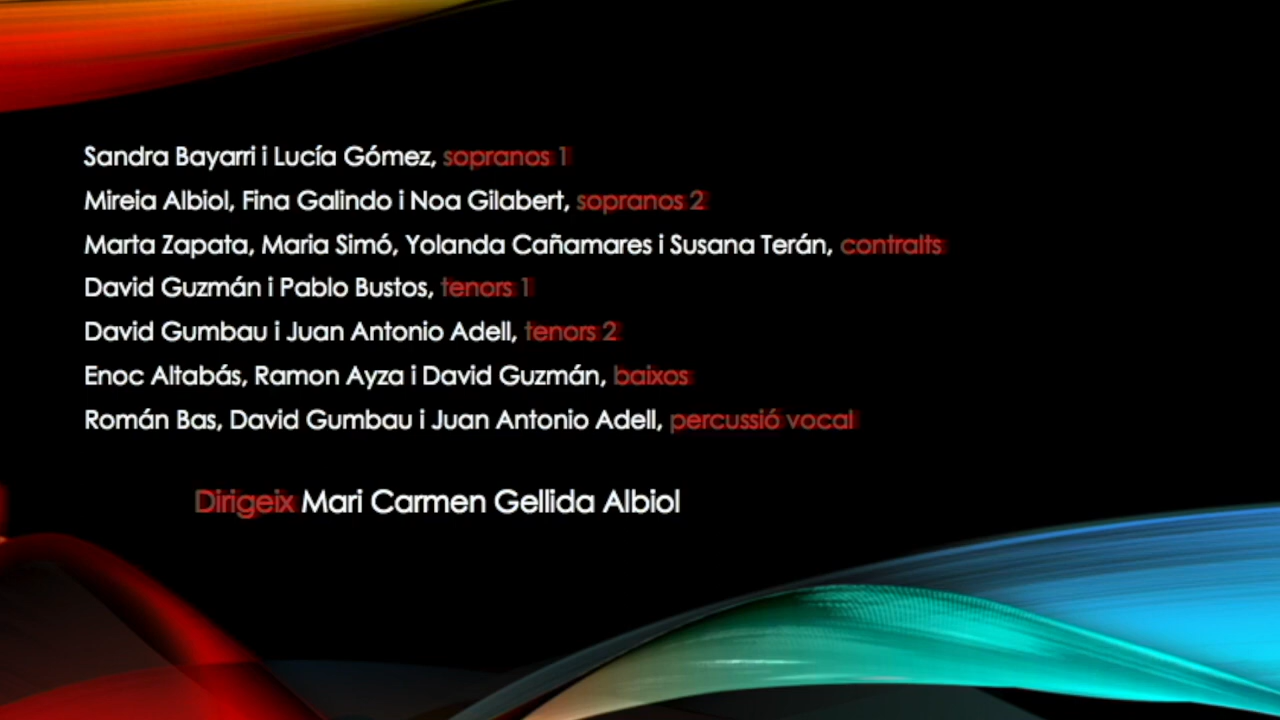 Sandra Bayarri i Lucía Gómez, sopranos 1
Mireia Albiol, Fina Galindo i Noa Gilabert, sopranos 2
Marta Zapata, Maria Simó, Yolanda Cañamares i Susana Terán, contralts
David Guzmán i Pablo Bustos, tenors 1
David Gumbau i Juan Antonio Adell, tenors 2
Enoc Altabás, Ramon Ayza i David Guzmán, baixos
Román Bas, David Gumbau i Juan Antonio Adell, percussió vocal
Dirigeix Mari Carmen Gellida Albiol